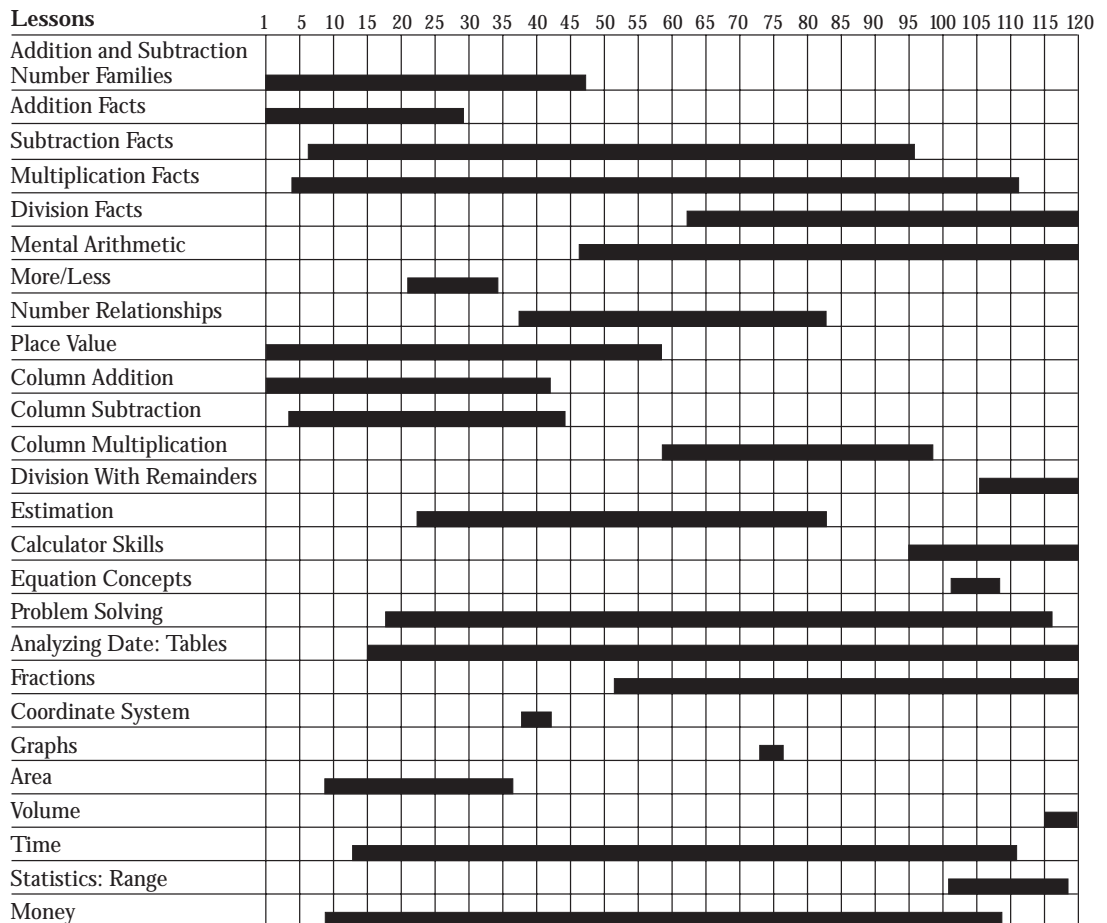 Lessons 1 5 10 15 20 25 30 35 40 45 50 55 60 65 70 75 80 85 90 95 100 105 110 115 120
Addition and Subtraction
Number Families
Addition Facts
Subtraction Facts
Multiplication Facts
Division Facts
Mental Arithmetic
More/Less
Number Relationships
Place Value
Column Addition
Column Subtraction
Column Multiplication
Division With Remainders
Estimation
Calculator Skills
Equation Concepts
Problem Solving
Analyzing Date: Tables
Fractions
Coordinate System
Graphs
Area
Volume
Time
Statistics: Range
Money